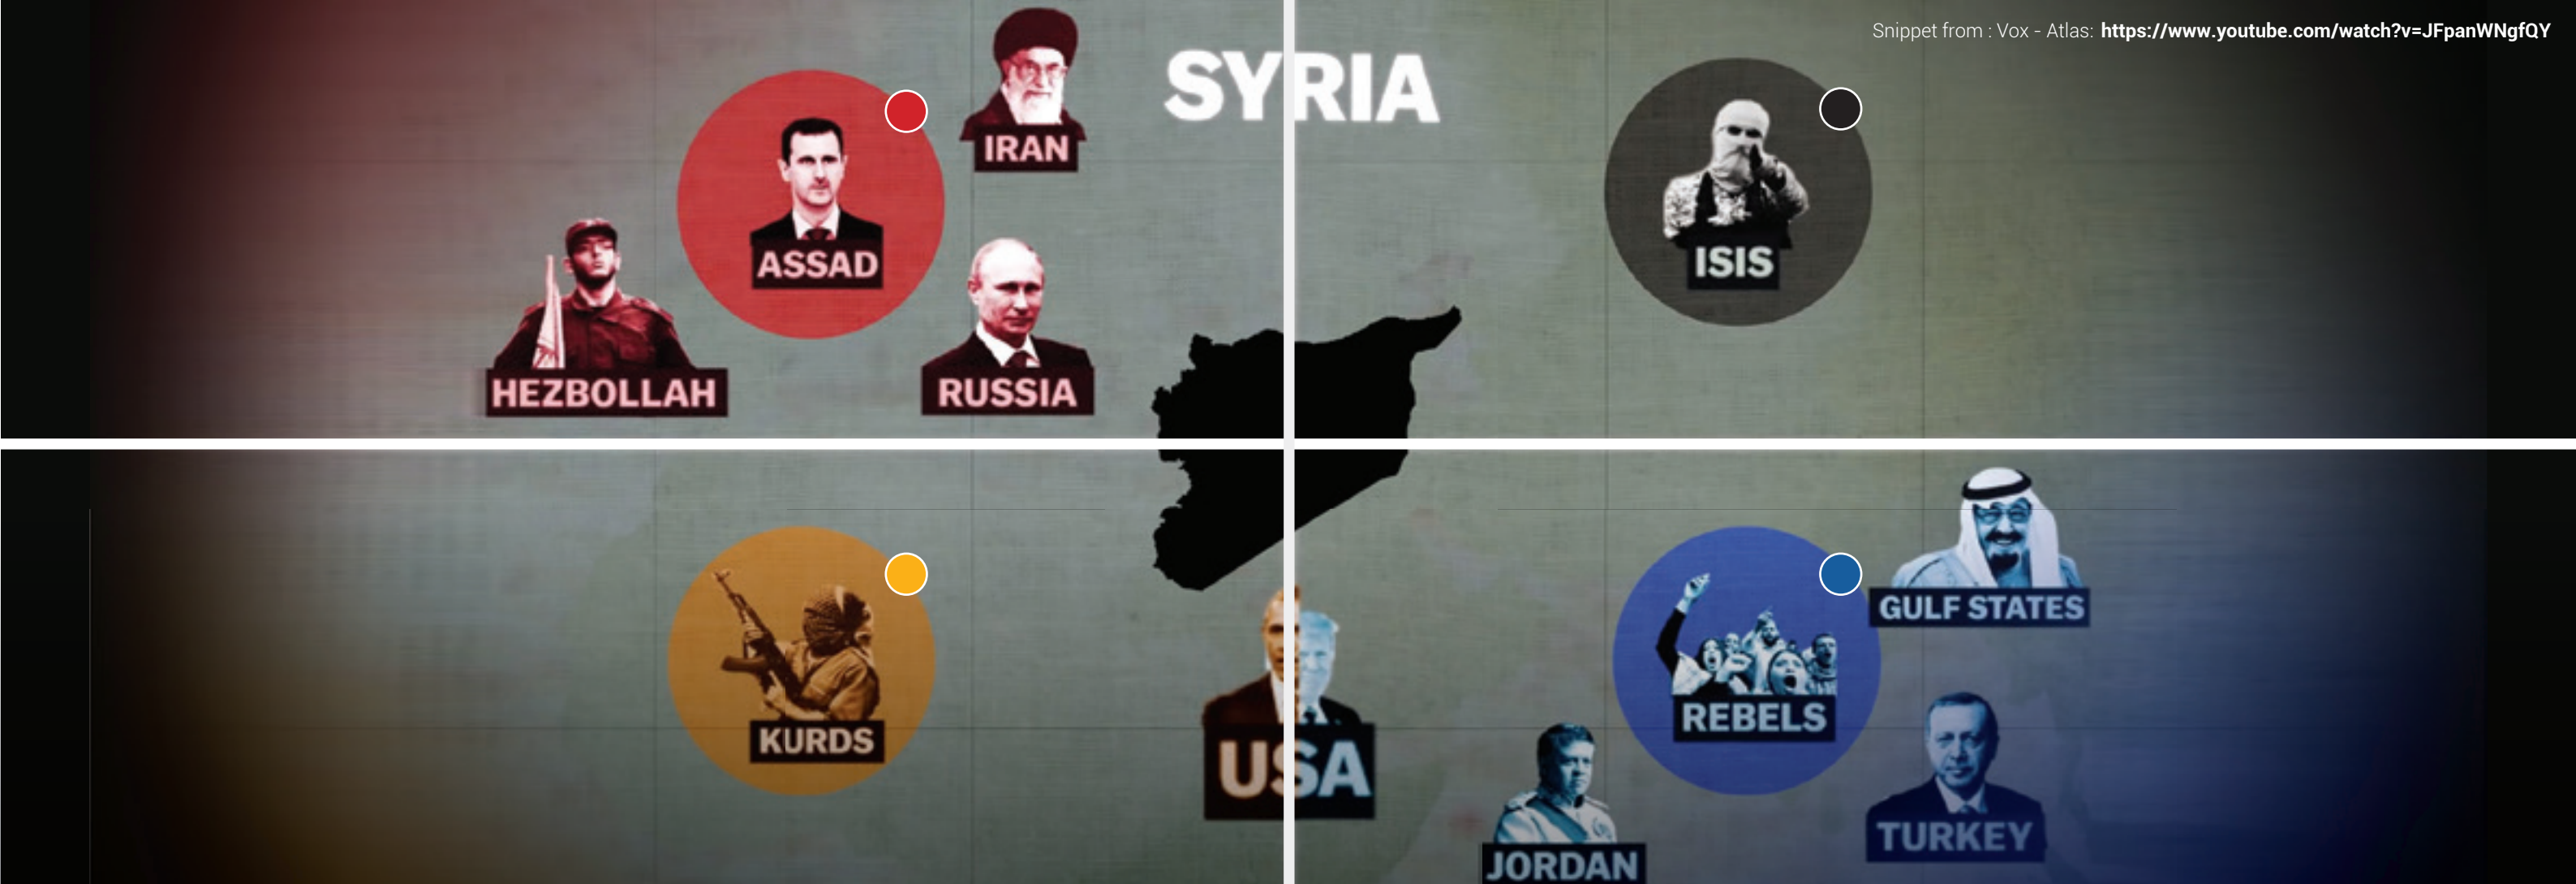 Snippet from : Vox - Atlas: https://www.youtube.com/watch?v=JFpanWNgfQY
SYRIA
IRAN
ASSAD
HEZBOLLAH
RUSSIA
ISIS
KURDS
USA
GULF STATES
REBELS
TURKEY
JORDAN